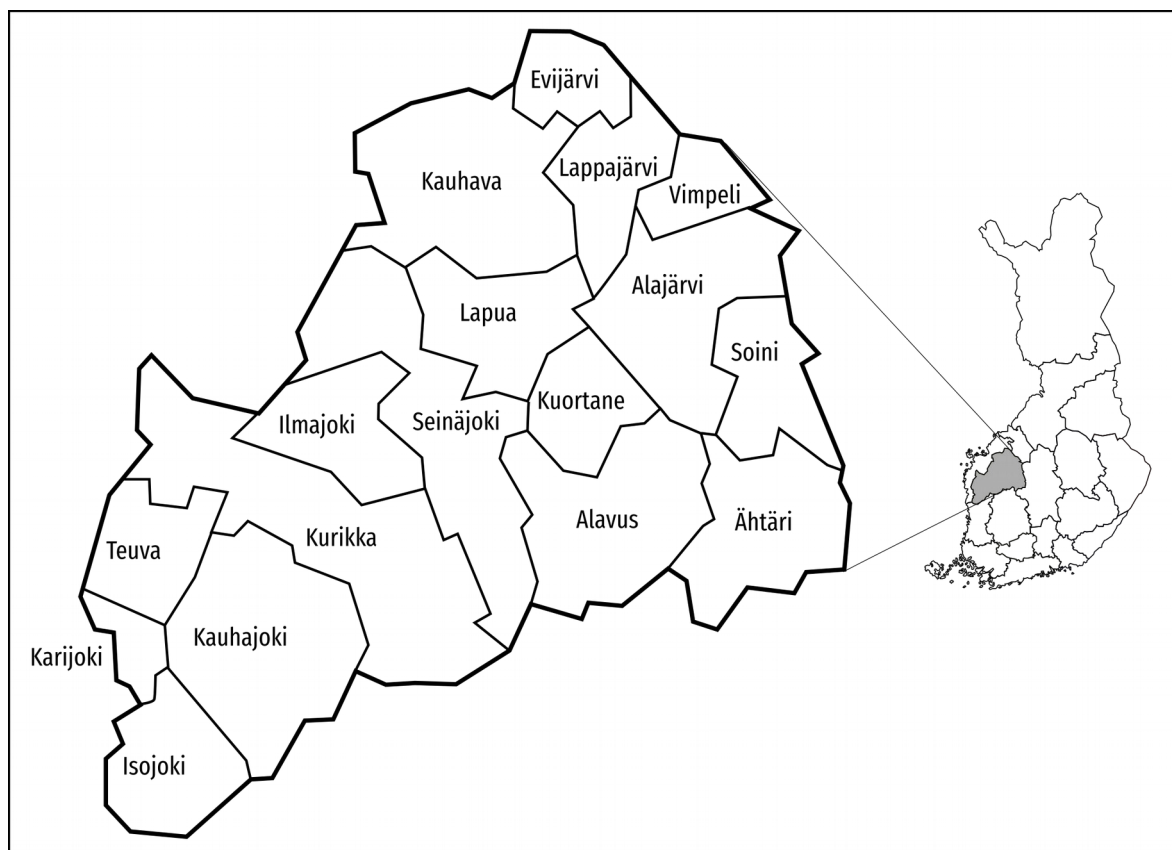 Evijärvi
Lappajärvi
Kauhava
Vimpeli
Alajärvi
Lapua
Soini
Kuortane
Ilmajoki
Seinäjoki
Alavus
Ähtäri
Kurikka
Teuva
Kauhajoki
Karijoki
Isojoki